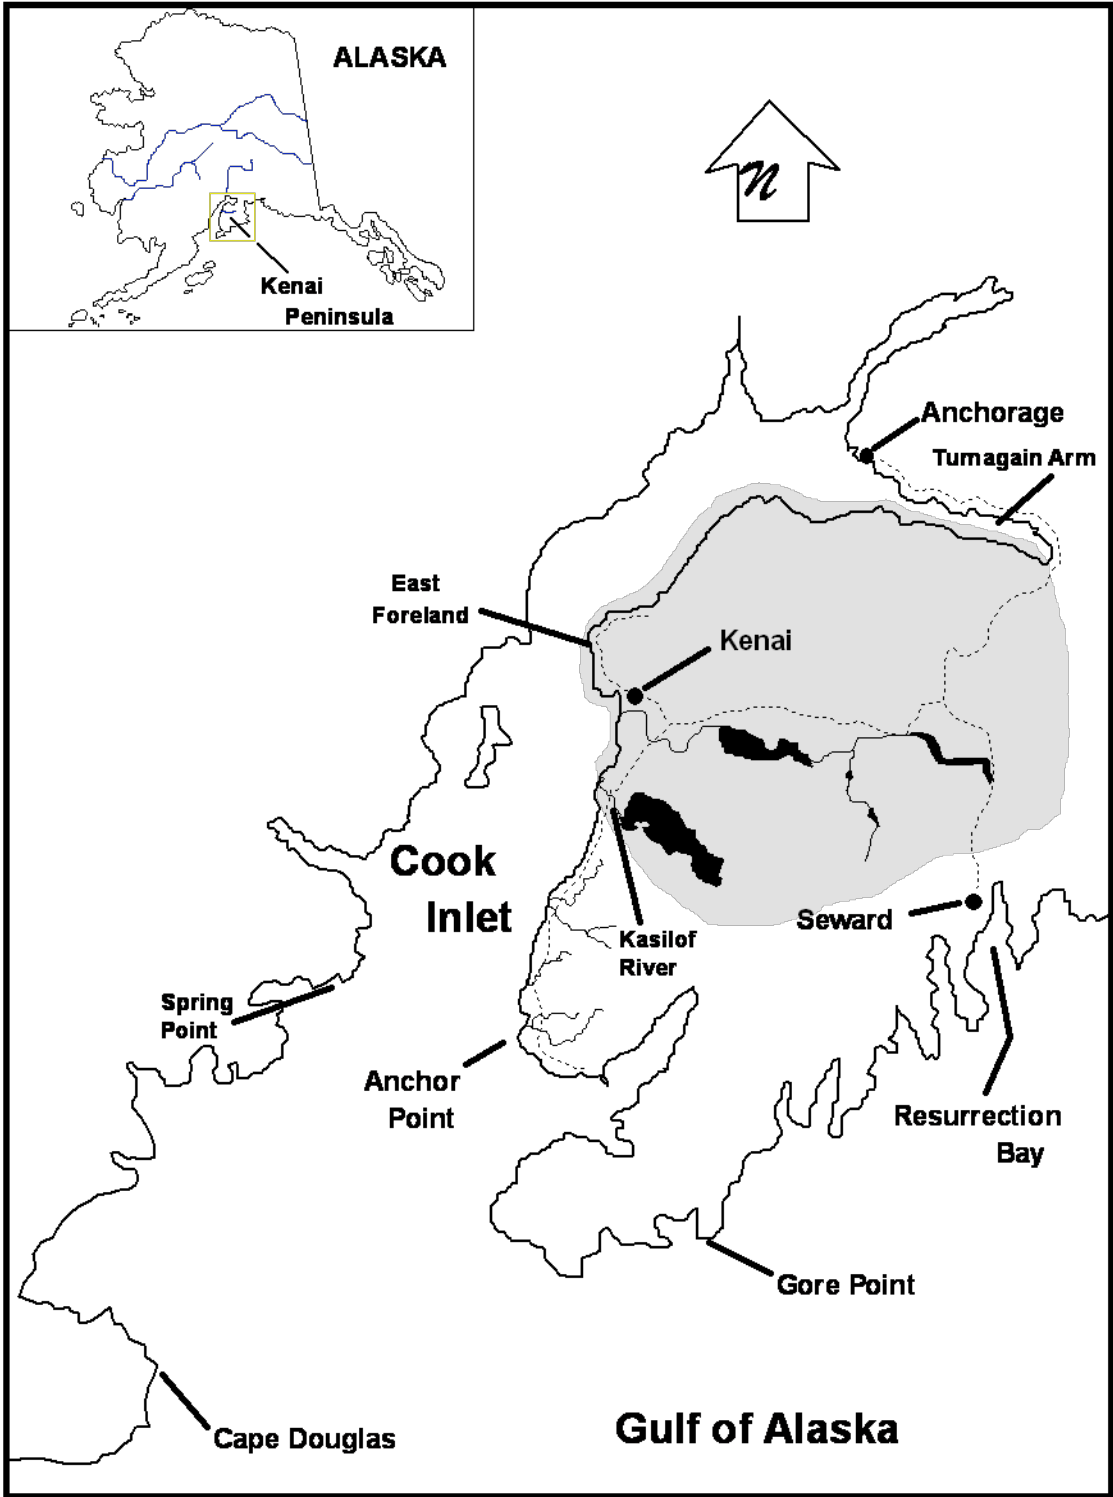 ALASKA
Kenai
Peninsula
N
Anchorage
Turnagain Arm
East
Foreland
Kenai
Cook
Inlet
Kasilof
River
Seward
Spring
Point
Anchor
Point
Resurrection
Bay
Gore Point
Cape Douglas
Gulf of Alaska